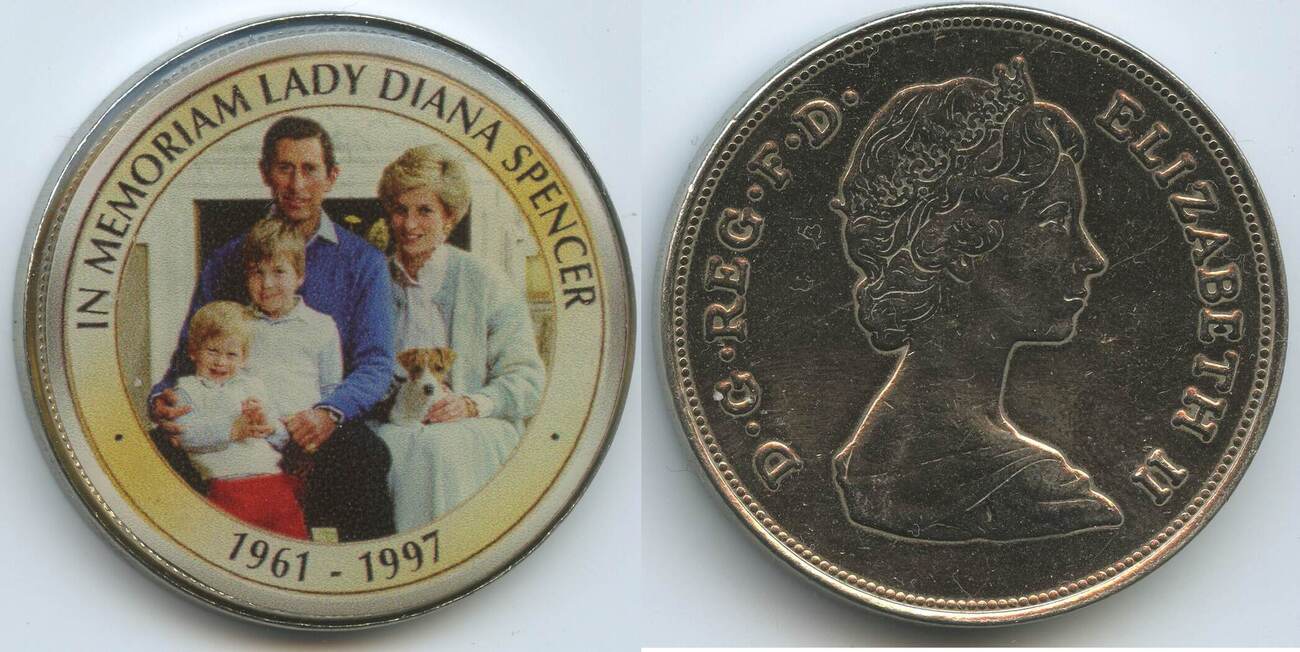 IN MEMORIAM LADY DIANA SPENCER
1961 - 1997
D·G·REG·F·D·
ELIZABETH II